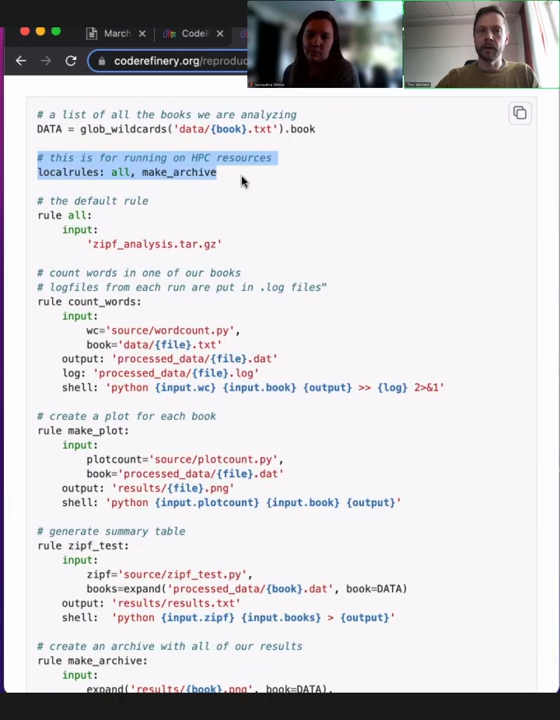 March
CodeR
coderefinery.org/reproduc
# a list of all the books we are analyzing
DATA = glob_wildcards('data/{book}.txt').book
# this is for running on HPC resources
localrules: all, make_archive
# the default rule
rule all:
input:
'zipf_analysis.tar.gz'
# count words in one of our books
# logfiles from each run are put in .log files"
rule count_words:
input:
wc='source/wordcount.py',
book='data/{file}.txt'
output: 'processed_data/{file}.dat'
log: 'processed_data/{file}.log'
shell: 'python {input.wc} {input.book} {output} >> {log} 2>&1'
# create a plot for each book
rule make_plot:
input:
plotcount='source/plotcount.py',
book='processed_data/{file}.dat'
output: 'results/{file}.png'
shell: 'python {input.plotcount} {input.book} {output}'
# generate summary table
rule zipf_test:
input:
zipf='source/zipf_test.py',
books=expand('processed_data/{book}.dat', book=DATA)
output: 'results/results.txt'
shell: 'python {input.zipf} {input.books} > {output}'
# create an archive with all of our results
rule make_archive:
input:
expand('results/{book}.png', book=DATA),